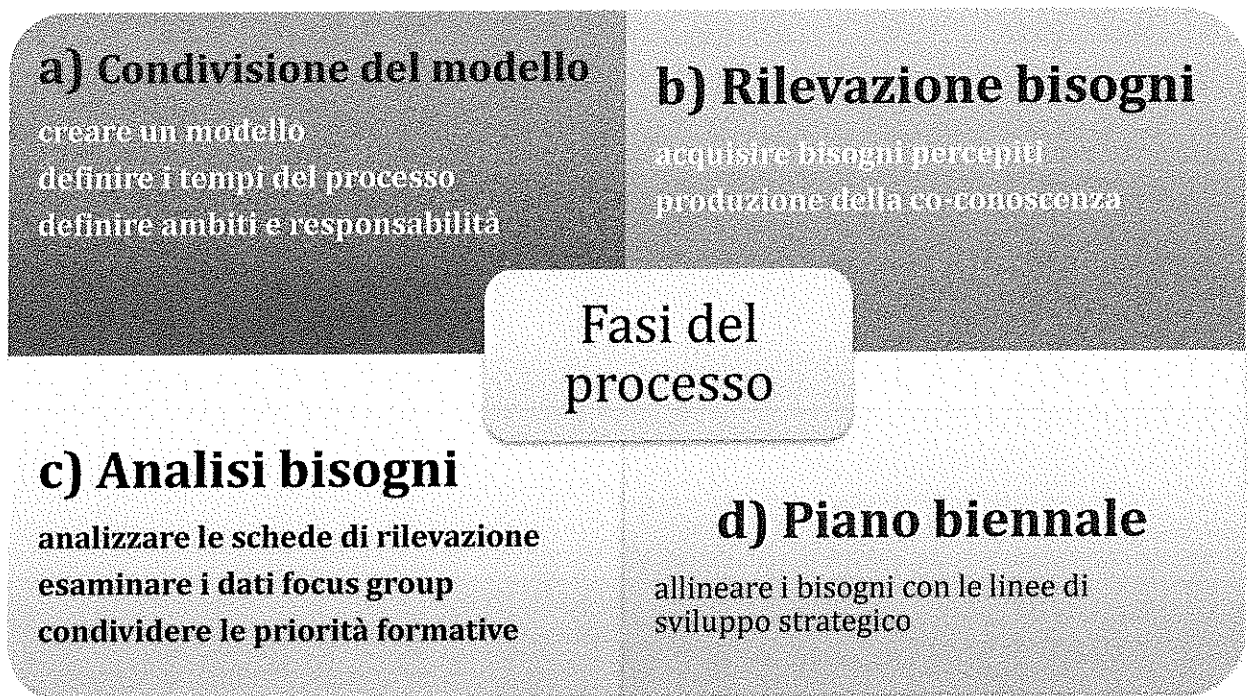 a) Condivisione del modello
creare un modello
definire i tempi del processo
definire ambiti e responsabilità
b) Rilevazione bisogni
acquisire bisogni percepiti
produzione della co-conoscenza
Fasi del
processo
c) Analisi bisogni
analizzare le schede di rilevazione
esaminare i dati focus group
condividere le priorità formative
d) Piano biennale
allineare i bisogni con le linee di
sviluppo strategico